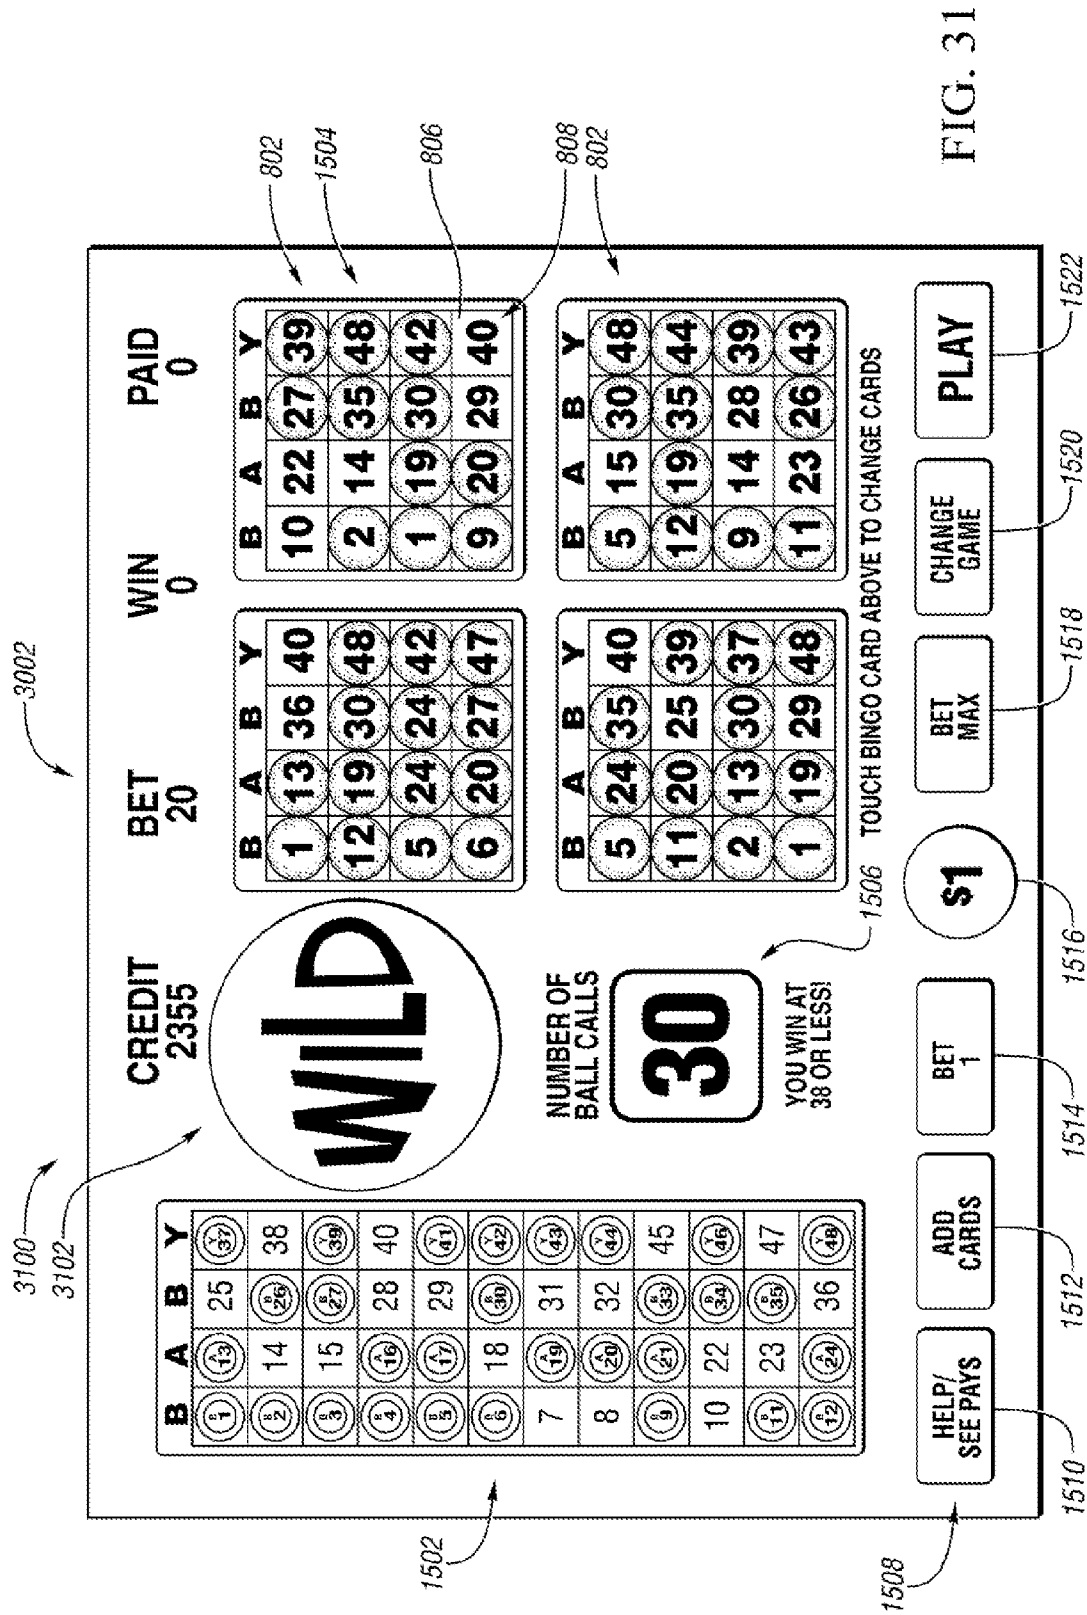 3100
3002
3102
CREDIT
2355
BET
20
WIN
0
PAID
0
802
1504
806
808
802
B A B Y
B 1 A 13 25 Y 37
B 2 14 B 26 38
B 3 15 B 27 Y 39
B 4 A 16 28 40
B 5 A 17 29 Y 41
B 6 18 B 30 Y 42
7 A 19 31 Y 43
8 A 20 32 Y 44
B 9 A 21 B 33 45
10 22 B 34 Y 46
B 11 23 B 35 47
B 12 A 24 36 Y 48
1502
WILD
NUMBER OF
BALL CALLS
30
YOU WIN AT
38 OR LESS!
1506
B A B Y
1 13 36 40
12 19 30 48
5 24 24 42
6 20 27 47
B A B Y
10 22 27 39
2 14 35 48
1 19 30 42
9 20 29 40
B A B Y
5 24 35 40
11 20 25 39
2 13 30 37
1 19 29 48
B A B Y
5 15 30 48
12 19 35 44
9 14 28 39
11 23 26 43
TOUCH BINGO CARD ABOVE TO CHANGE CARDS
HELP/
SEE PAYS
ADD
CARDS
BET
1
$1
BET
MAX
CHANGE
GAME
PLAY
1508
1510
1512
1514
1516
1518
1520
1522
FIG. 31